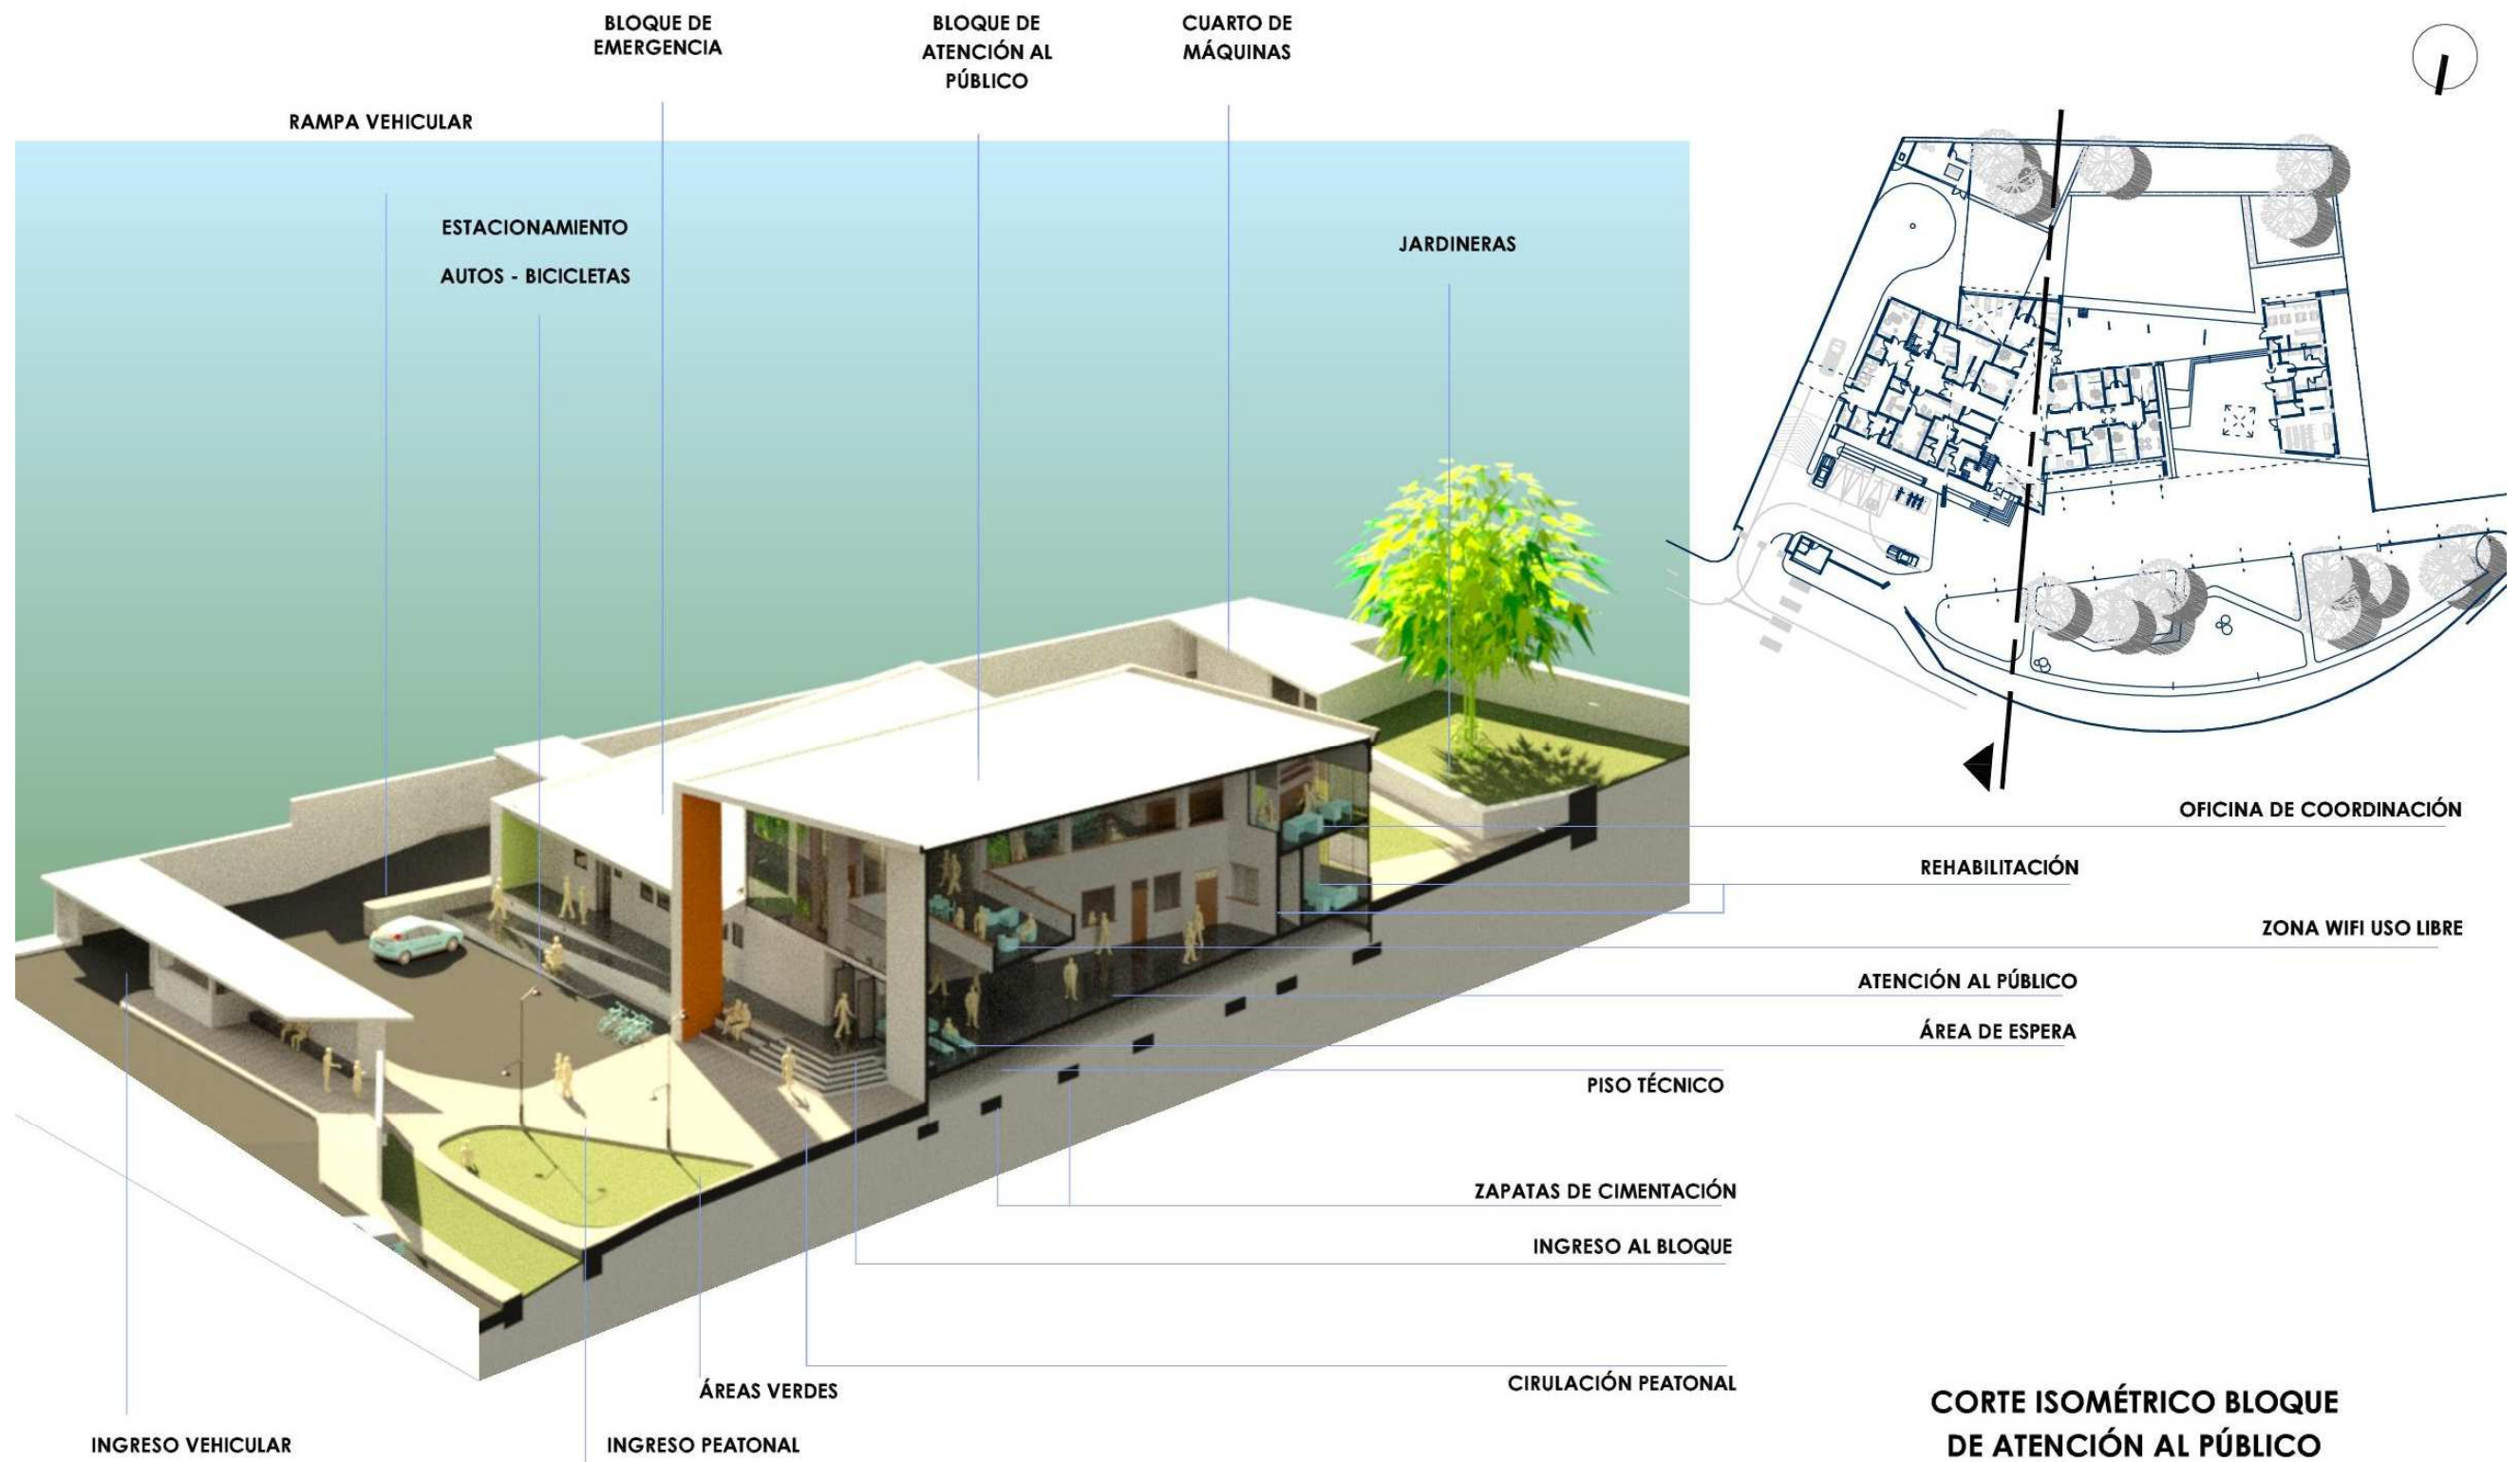 BLOQUE DE
EMERGENCIA
BLOQUE DE
ATENCIÓN AL
PÚBLICO
CUARTO DE
MÁQUINAS
RAMPA VEHICULAR
ESTACIONAMIENTO
AUTOS - BICICLETAS
JARDINERAS
OFICINA DE COORDINACIÓN
REHABILITACIÓN
ZONA WIFI USO LIBRE
ATENCIÓN AL PÚBLICO
ÁREA DE ESPERA
PISO TÉCNICO
ZAPATAS DE CIMENTACIÓN
INGRESO AL BLOQUE
CIRULACIÓN PEATONAL
ÁREAS VERDES
INGRESO VEHICULAR
INGRESO PEATONAL
CORTE ISOMÉTRICO BLOQUE
DE ATENCIÓN AL PÚBLICO